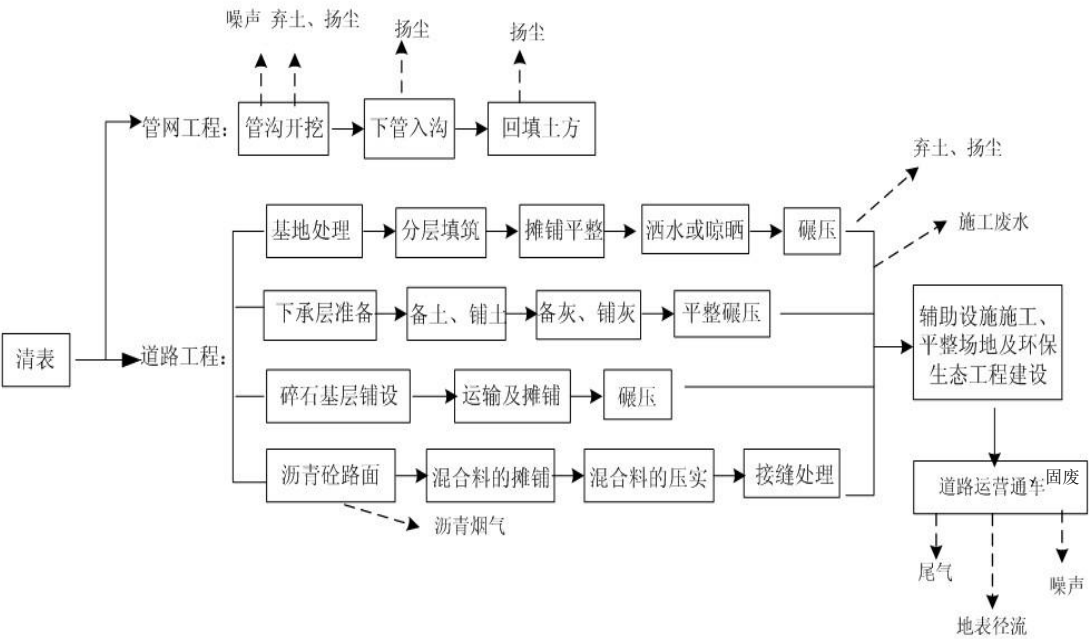 噪声 弃土、扬尘
扬尘
扬尘
管网工程:
管沟开挖
下管入沟
回填土方
弃土、扬尘
基地处理
分层填筑
摊铺平整
洒水或晾晒
碾压
施工废水
下承层准备
备土、铺土
备灰、铺灰
平整碾压
辅助设施施工、
平整场地及环保
生态工程建设
清表
道路工程:
碎石基层铺设
运输及摊铺
碾压
沥青砼路面
混合料的摊铺
混合料的压实
接缝处理
道路运营通车
固废
沥青烟气
尾气
噪声
地表径流